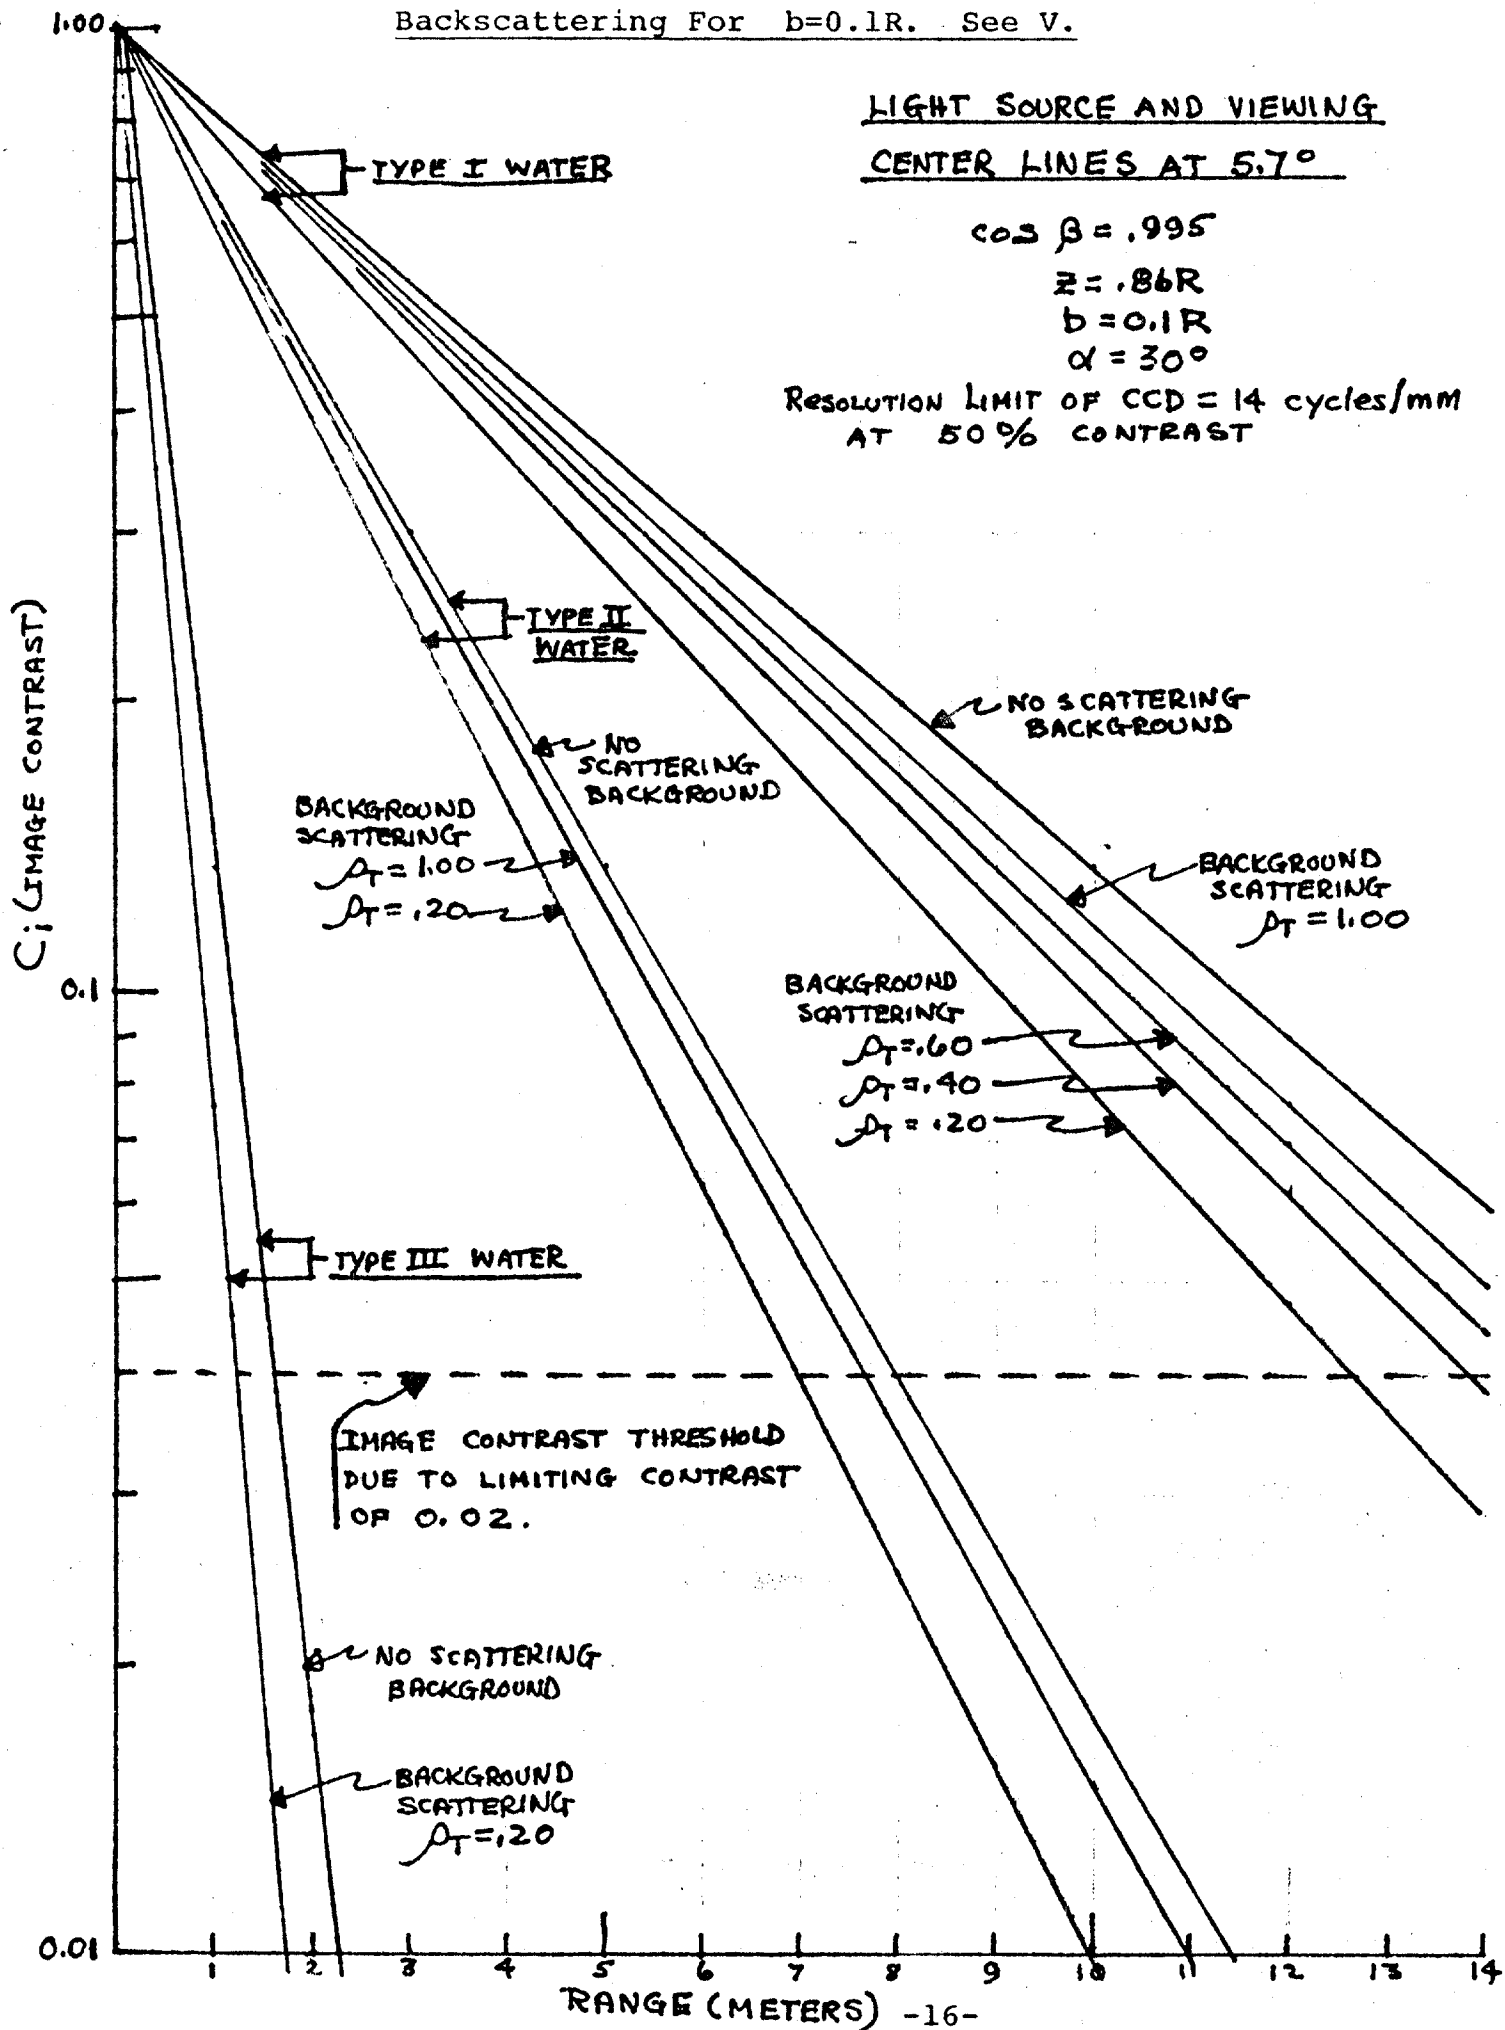 Backscattering For b=0.1R. See V.
LIGHT SOURCE AND VIEWING
CENTER LINES AT 5.7°
cos β = .995
z = .86R
b = 0.1R
α = 30°
RESOLUTION LIMIT OF CCD = 14 cycles/mm
AT 50% CONTRAST
1.00
TYPE I WATER
TYPE II
WATER
NO SCATTERING
BACKGROUND
NO
SCATTERING
BACKGROUND
BACKGROUND
SCATTERING
ρT = 1.00
ρT = .20
BACKGROUND
SCATTERING
ρT = 1.00
Ci (IMAGE CONTRAST)
0.1
BACKGROUND
SCATTERING
ρT = .60
ρT = .40
ρT = .20
TYPE III WATER
IMAGE CONTRAST THRESHOLD
DUE TO LIMITING CONTRAST
OF 0.02.
NO SCATTERING
BACKGROUND
BACKGROUND
SCATTERING
ρT = .20
0.01
1 2 3 4 5 6 7 8 9 10 11 12 13 14
RANGE (METERS) -16-